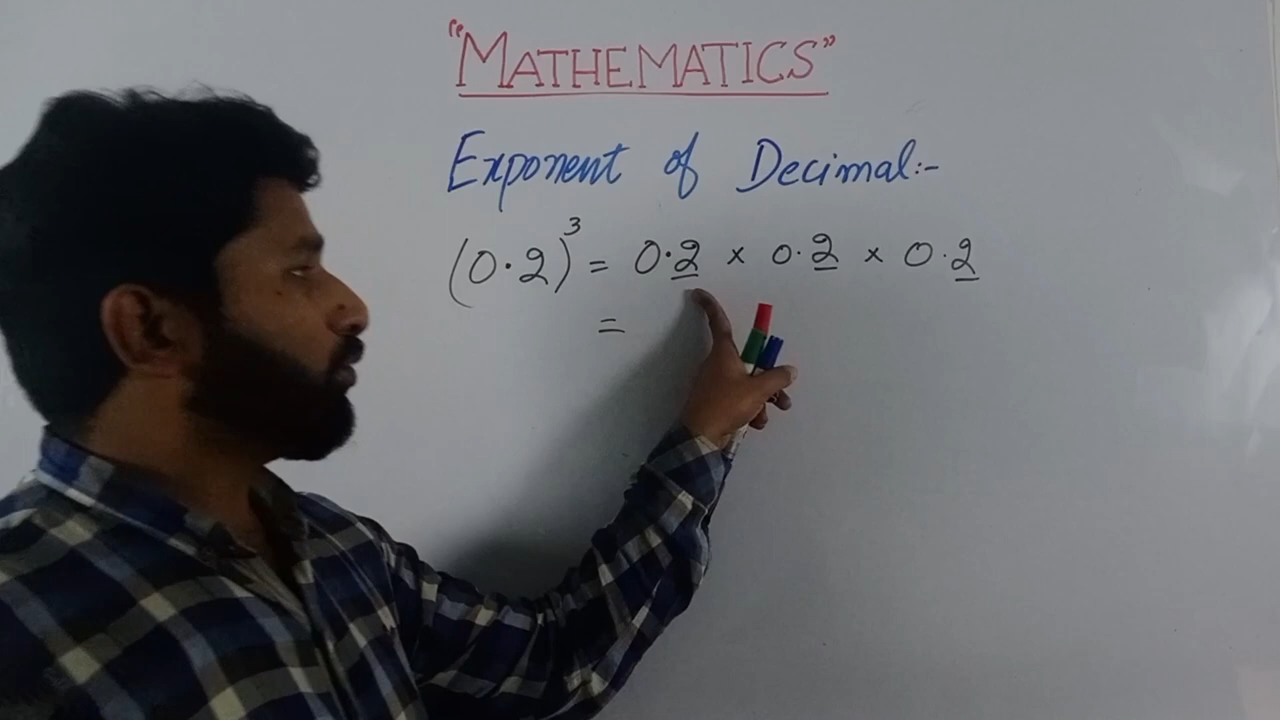 "MATHEMATICS"
Exponent of Decimal:-
(0.2)³ = 0.2 × 0.2 × 0.2
=